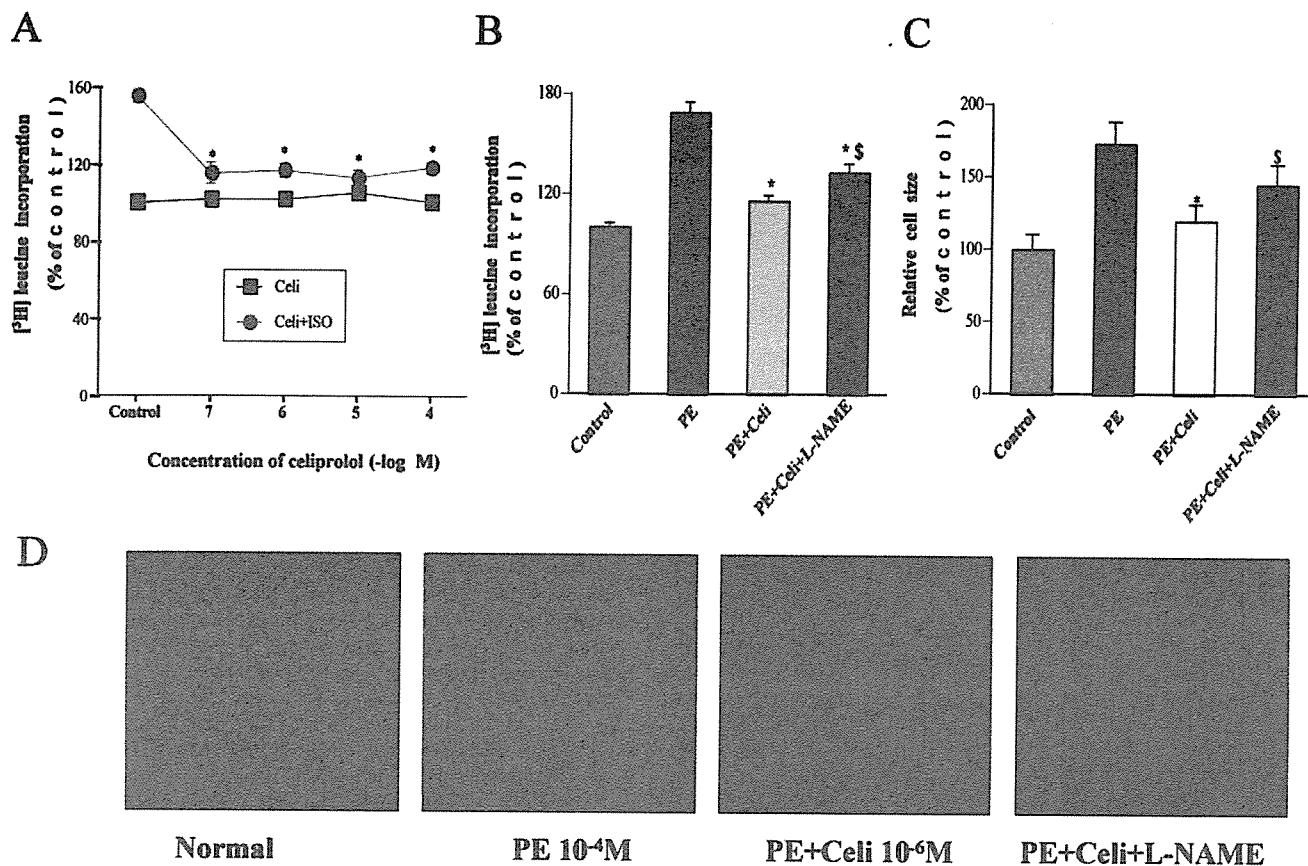 A
[³H] leucine incorporation
(% of control)
160
120
80
40
0
* * * *
Celi
Celi+ISO
Control 7 6 5 4
Concentration of celiprolol (-log M)
B
[³H] leucine incorporation
(% of control)
180
120
60
0
*
* $
Control
PE
PE+Celi
PE+Celi+L-NAME
C
Relative cell size
(% of control)
200
150
100
50
0
*
$
Control
PE
PE+Celi
PE+Celi+L-NAME
D
Normal
PE 10⁻⁴M
PE+Celi 10⁻⁶M
PE+Celi+L-NAME